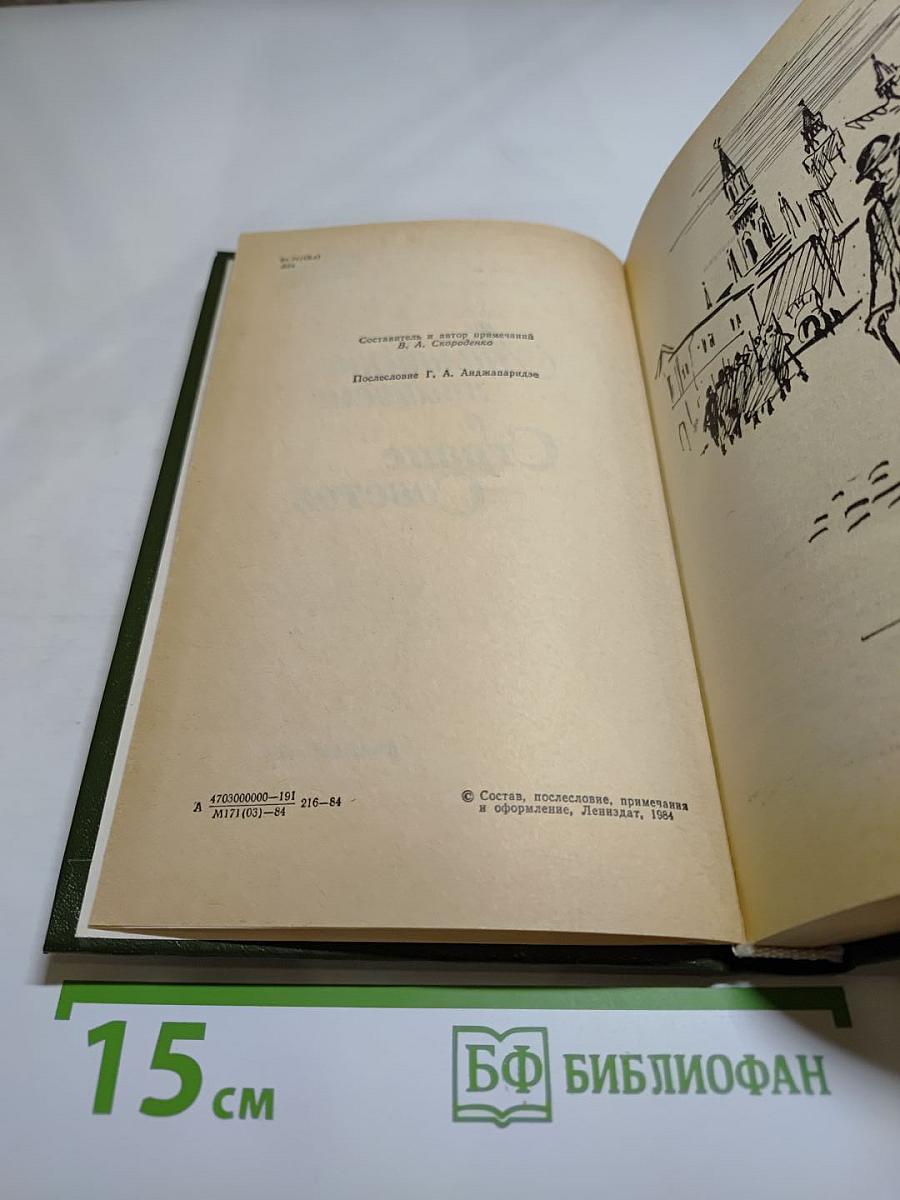 Составитель и автор примечаний
В. А. Скороденко
Послесловие Г. А. Анджапаридзе
А 4703000000—191 216—84
М171(03)—84
© Состав, послесловие, примечания
и оформление, Лениздат, 1984
15 см
БФ БИБЛИОФАН